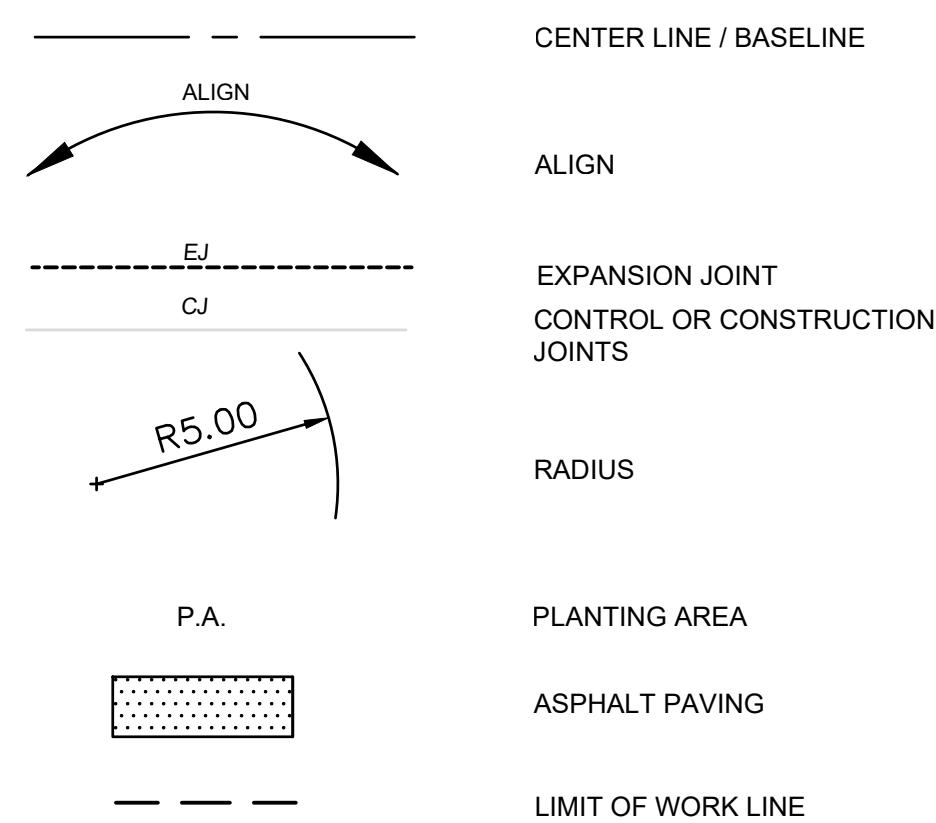 CENTER LINE / BASELINE
ALIGN
ALIGN
EJ
EXPANSION JOINT
CJ
CONTROL OR CONSTRUCTION
JOINTS
R5.00
RADIUS
P.A.
PLANTING AREA
ASPHALT PAVING
LIMIT OF WORK LINE